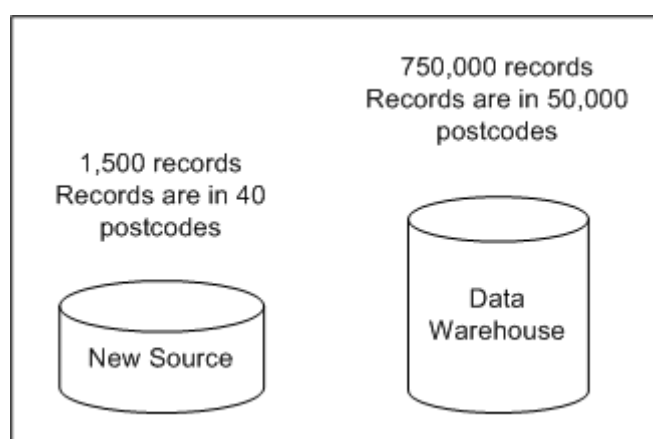 750,000 records
Records are in 50,000
postcodes
1,500 records
Records are in 40
postcodes
Data
Warehouse
New Source